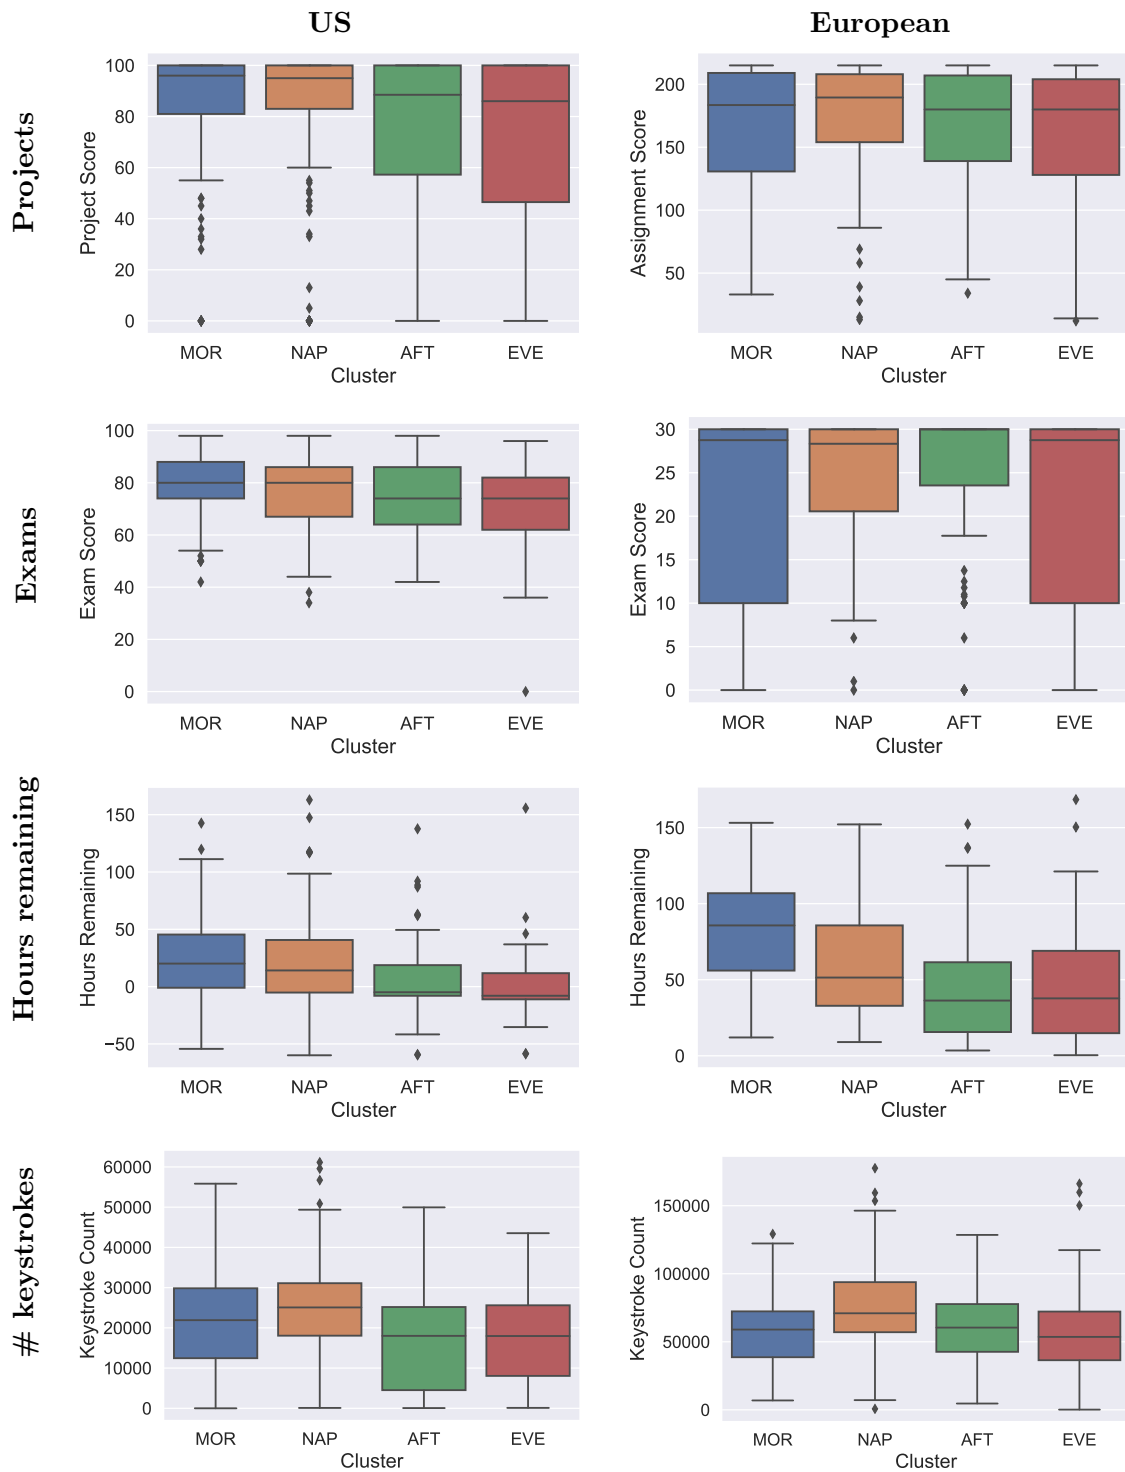 US
European
Projects
Project Score
100
80
60
40
20
0
MOR NAP AFT EVE
Cluster
Assignment Score
200
150
100
50
MOR NAP AFT EVE
Cluster
Exams
Exam Score
100
80
60
40
20
0
MOR NAP AFT EVE
Cluster
Exam Score
30
25
20
15
10
5
0
MOR NAP AFT EVE
Cluster
Hours remaining
Hours Remaining
150
100
50
0
−50
MOR NAP AFT EVE
Cluster
Hours Remaining
150
100
50
0
MOR NAP AFT EVE
Cluster
# keystrokes
Keystroke Count
60000
50000
40000
30000
20000
10000
0
MOR NAP AFT EVE
Cluster
Keystroke Count
150000
100000
50000
0
MOR NAP AFT EVE
Cluster